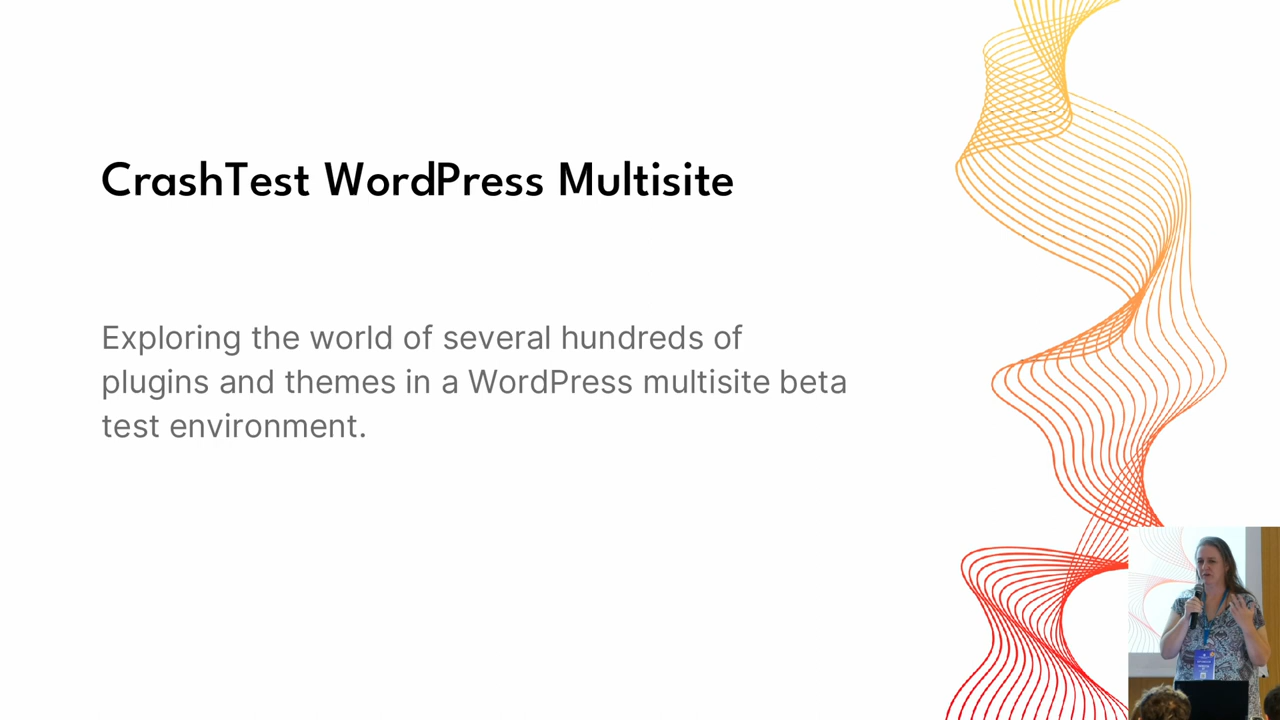 CrashTest WordPress Multisite
Exploring the world of several hundreds of
plugins and themes in a WordPress multisite beta
test environment.